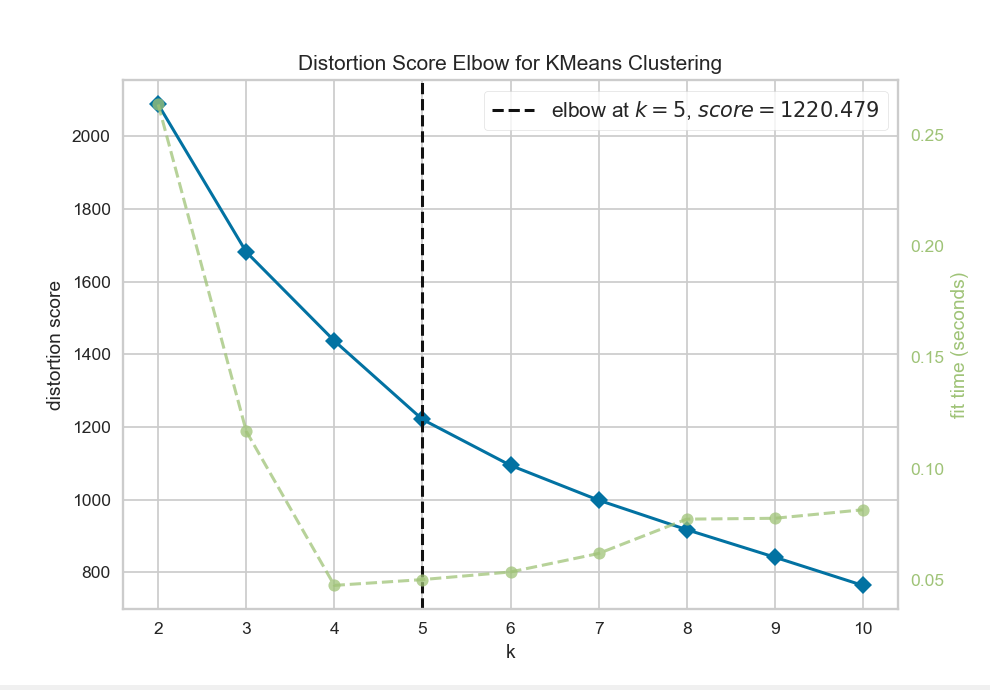 Distortion Score Elbow for KMeans Clustering
elbow at k = 5, score = 1220.479
distortion score
2000
1800
1600
1400
1200
1000
800
0.25
0.20
0.15
0.10
0.05
fit time (seconds)
2 3 4 5 6 7 8 9 10
k